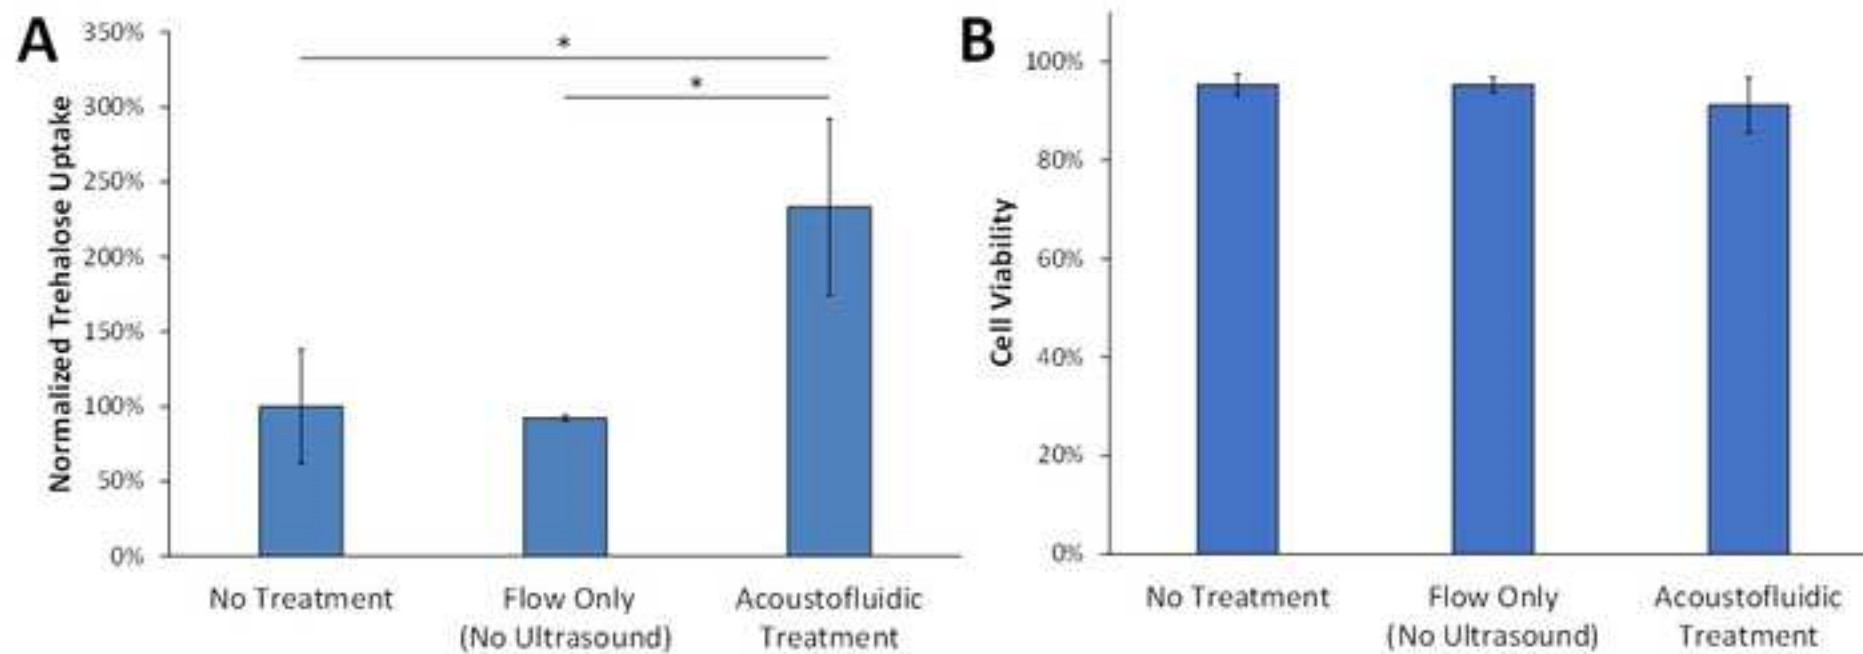 A
350%
300%
250%
200%
150%
100%
50%
0%
Normalized Trehalose Uptake
*
*
No Treatment
Flow Only
(No Ultrasound)
Acoustofluidic
Treatment
B
100%
80%
60%
40%
20%
0%
Cell Viability
No Treatment
Flow Only
(No Ultrasound)
Acoustofluidic
Treatment